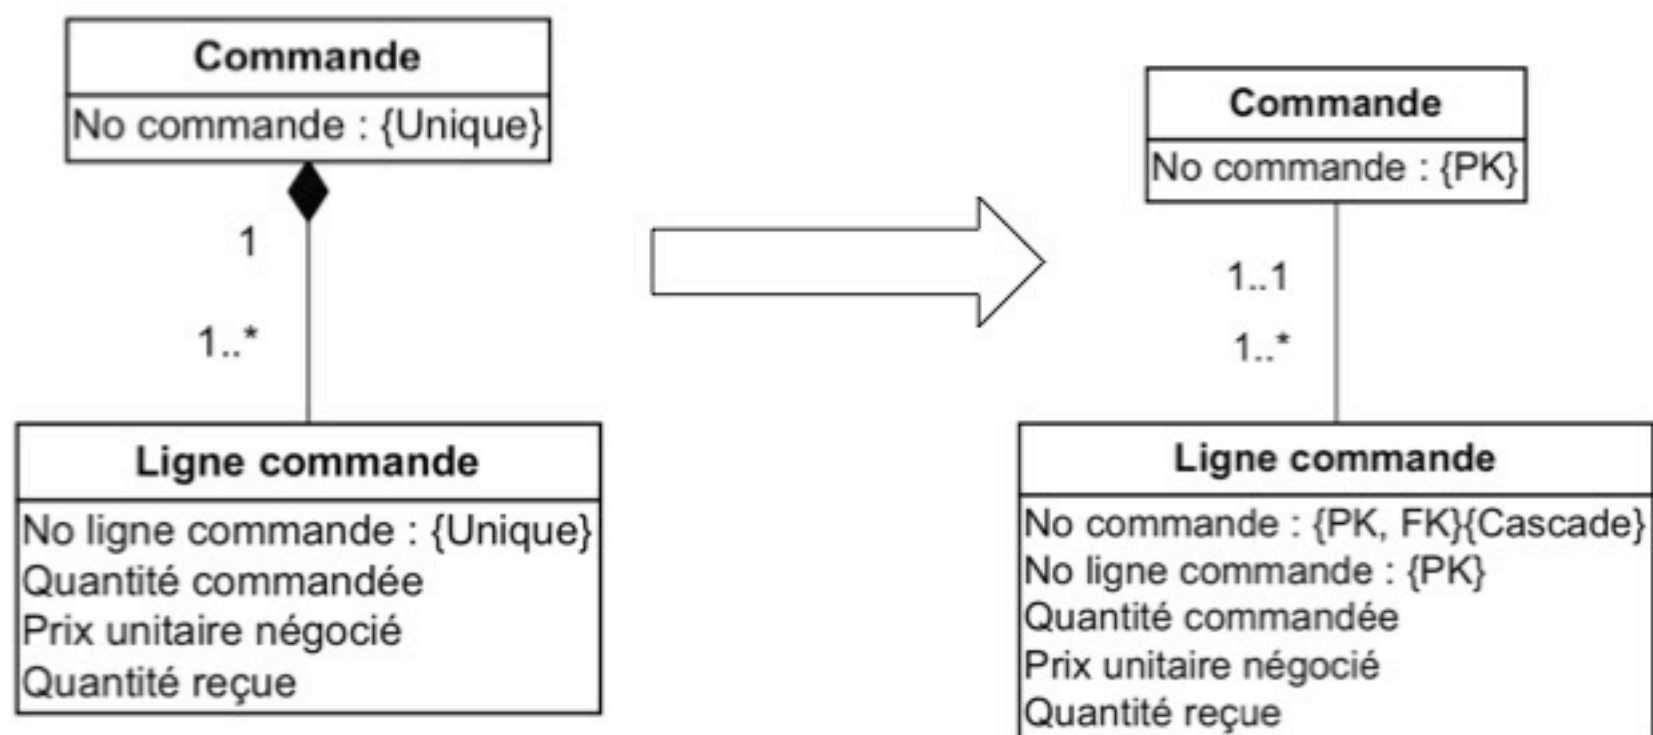 Commande
No commande : {Unique}
1
1..*
Ligne commande
No ligne commande : {Unique}
Quantité commandée
Prix unitaire négocié
Quantité reçue
Commande
No commande : {PK}
1..1
1..*
Ligne commande
No commande : {PK, FK}{Cascade}
No ligne commande : {PK}
Quantité commandée
Prix unitaire négocié
Quantité reçue